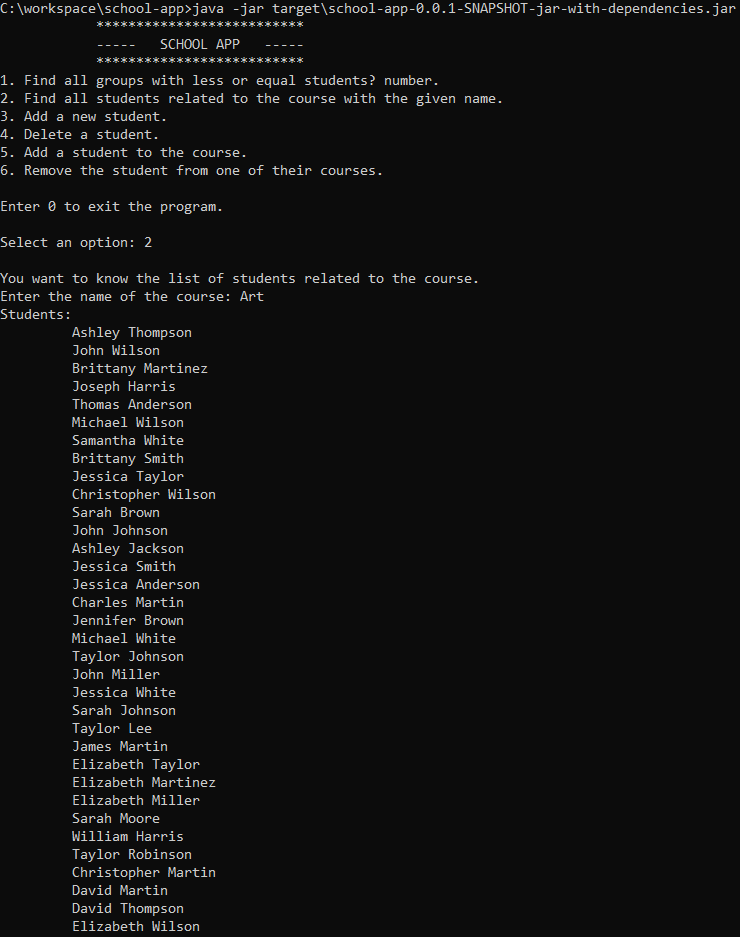 C:\workspace\school-app>java -jar target\school-app-0.0.1-SNAPSHOT-jar-with-dependencies.jar
**************************
-----   SCHOOL APP   -----
**************************
1. Find all groups with less or equal students? number.
2. Find all students related to the course with the given name.
3. Add a new student.
4. Delete a student.
5. Add a student to the course.
6. Remove the student from one of their courses.
Enter 0 to exit the program.
Select an option: 2
You want to know the list of students related to the course.
Enter the name of the course: Art
Students:
Ashley Thompson
John Wilson
Brittany Martinez
Joseph Harris
Thomas Anderson
Michael Wilson
Samantha White
Brittany Smith
Jessica Taylor
Christopher Wilson
Sarah Brown
John Johnson
Ashley Jackson
Jessica Smith
Jessica Anderson
Charles Martin
Jennifer Brown
Michael White
Taylor Johnson
John Miller
Jessica White
Sarah Johnson
Taylor Lee
James Martin
Elizabeth Taylor
Elizabeth Martinez
Elizabeth Miller
Sarah Moore
William Harris
Taylor Robinson
Christopher Martin
David Martin
David Thompson
Elizabeth Wilson